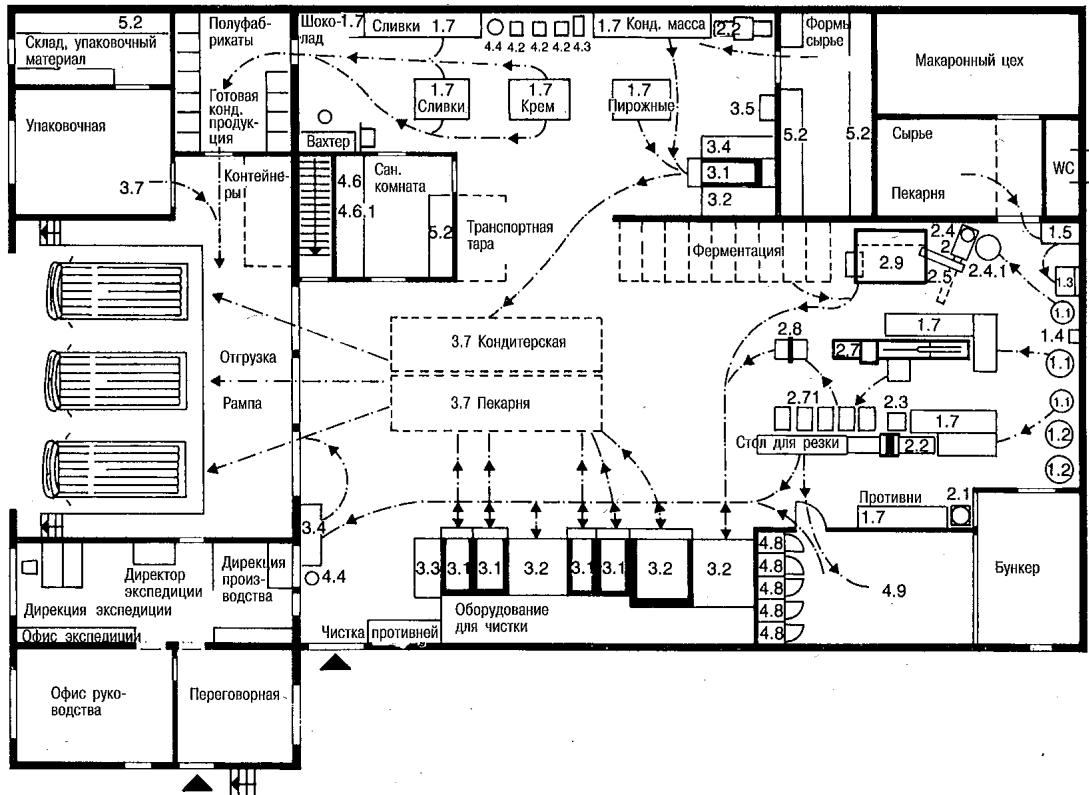 5.2
Склад, упаковочный
материал
Полуфаб-
рикаты
Шоко-
лад
1.7
Сливки 1.7
4.4
4.2
4.2
4.2
4.3
1.7 Конд. масса
2.2
Формы
сырье
Макаронный цех
Упаковочная
Готовая
конд.
продук-
ция
1.7
Сливки
1.7
Крем
1.7
Пирожные
3.5
5.2
5.2
Сырье
Пекарня
WC
Вахтер
3.4
3.1
3.2
3.7
Контейне-
ры
4.6
4.6.1
Сан.
комната
5.2
Транспортная
тара
Ферментация
2.9
2.4
2
2.5
2.4.1
1.5
1.3
1.1
1.4
1.1
1.1
1.2
1.2
2.8
2.7
1.7
3.7 Кондитерская
3.7 Пекарня
Отгрузка
Рампа
2.71
2.3
1.7
Стол для резки
2.2
Противни
1.7
2.1
3.4
4.4
3.3
3.1
3.1
3.2
3.1
3.1
3.2
3.2
4.8
4.8
4.8
4.8
4.8
4.9
Бункер
Директор
экспедиции
Дирекция
произ-
водства
Дирекция экспедиции
Офис экспедиции
Оборудование
для чистки
Чистка противней
Офис руко-
водства
Переговорная